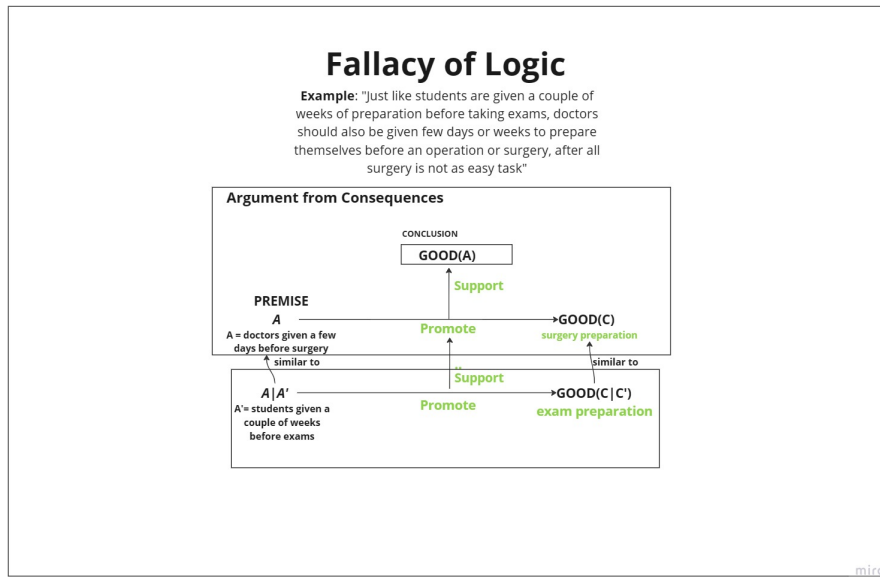 Fallacy of Logic
Example: "Just like students are given a couple of
weeks of preparation before taking exams, doctors
should also be given few days or weeks to prepare
themselves before an operation or surgery, after all
surgery is not as easy task"
Argument from Consequences
CONCLUSION
GOOD(A)
Support
PREMISE
A
Promote
GOOD(C)
A = doctors given a few
days before surgery
surgery preparation
similar to
similar to
Support
A|A'
Promote
GOOD(C|C')
A'= students given a
couple of weeks
before exams
exam preparation
miro